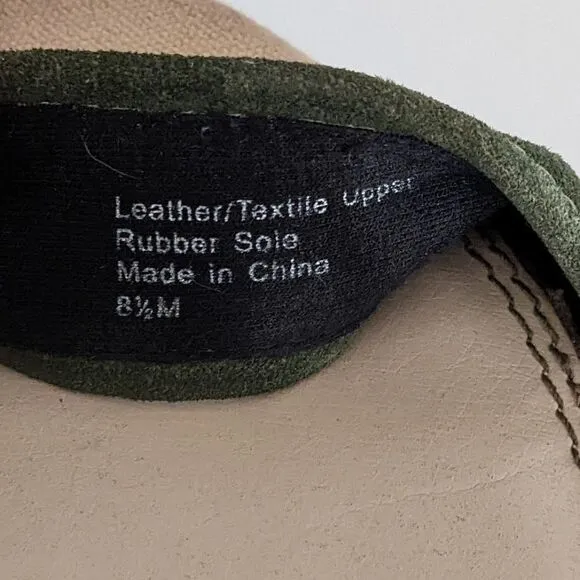 Leather/Textile Upper
Rubber Sole
Made in China
8½M